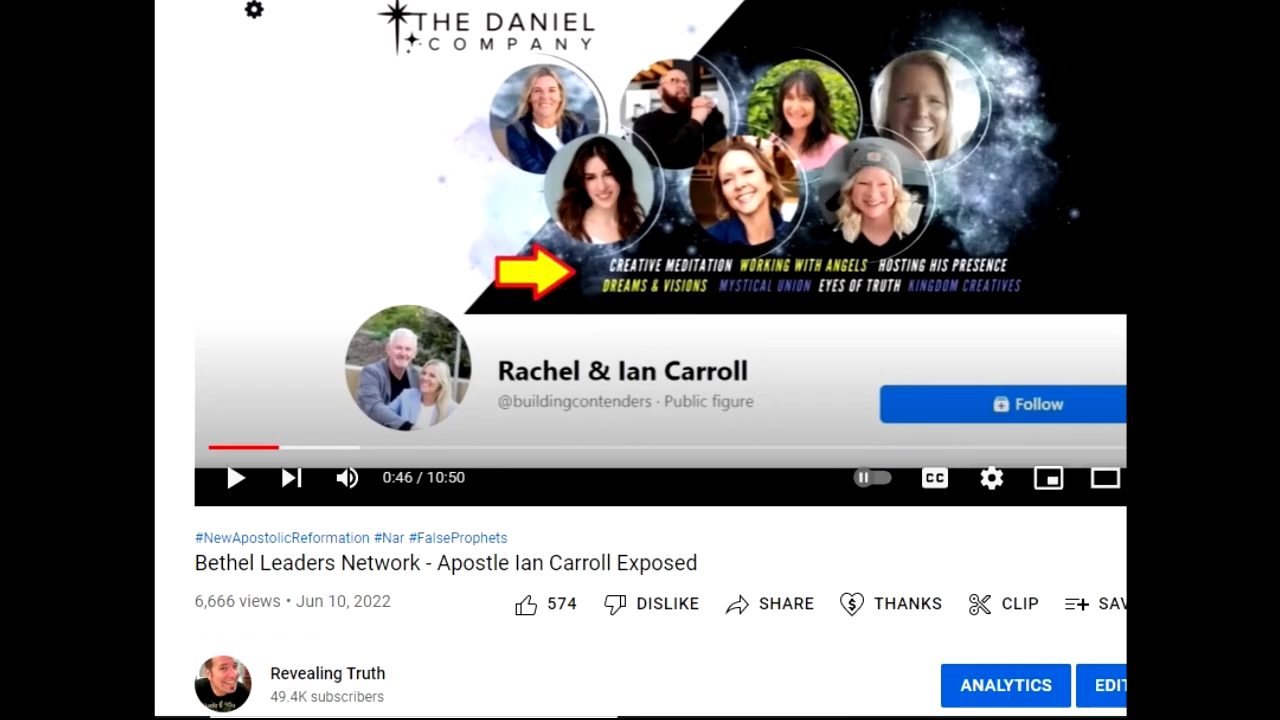 THE DANIEL
COMPANY
CREATIVE MEDITATION WORKING WITH ANGELS HOSTING HIS PRESENCE
DREAMS & VISIONS MYSTICAL UNION EYES OF TRUTH KINGDOM CREATIVES
Rachel & Ian Carroll
@buildingcontenders · Public figure
Follow
0:46 / 10:50
CC
#NewApostolicReformation #Nar #FalseProphets
Bethel Leaders Network - Apostle Ian Carroll Exposed
6,666 views • Jun 10, 2022
574 DISLIKE SHARE THANKS CLIP SAV
Revealing Truth
49.4K subscribers
ANALYTICS EDIT